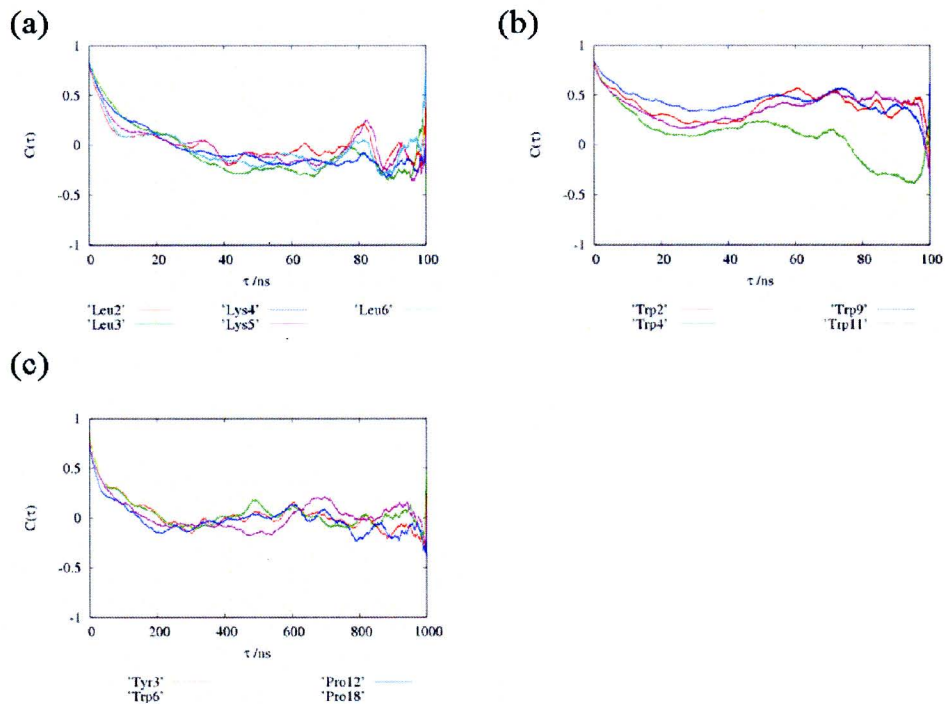 (a)
1
0.5
0
-0.5
-1
C(τ)
0 20 40 60 80 100
τ /ns
'Leu2' 'Lys4' 'Leu6'
'Leu3' 'Lys5'
(b)
1
0.5
0
-0.5
-1
C(τ)
0 20 40 60 80 100
τ /ns
'Trp2' 'Trp9'
'Trp4' 'Trp11'
(c)
1
0.5
0
-0.5
-1
C(τ)
0 200 400 600 800 1000
τ /ns
'Tyr3' 'Pro12'
'Trp6' 'Pro18'